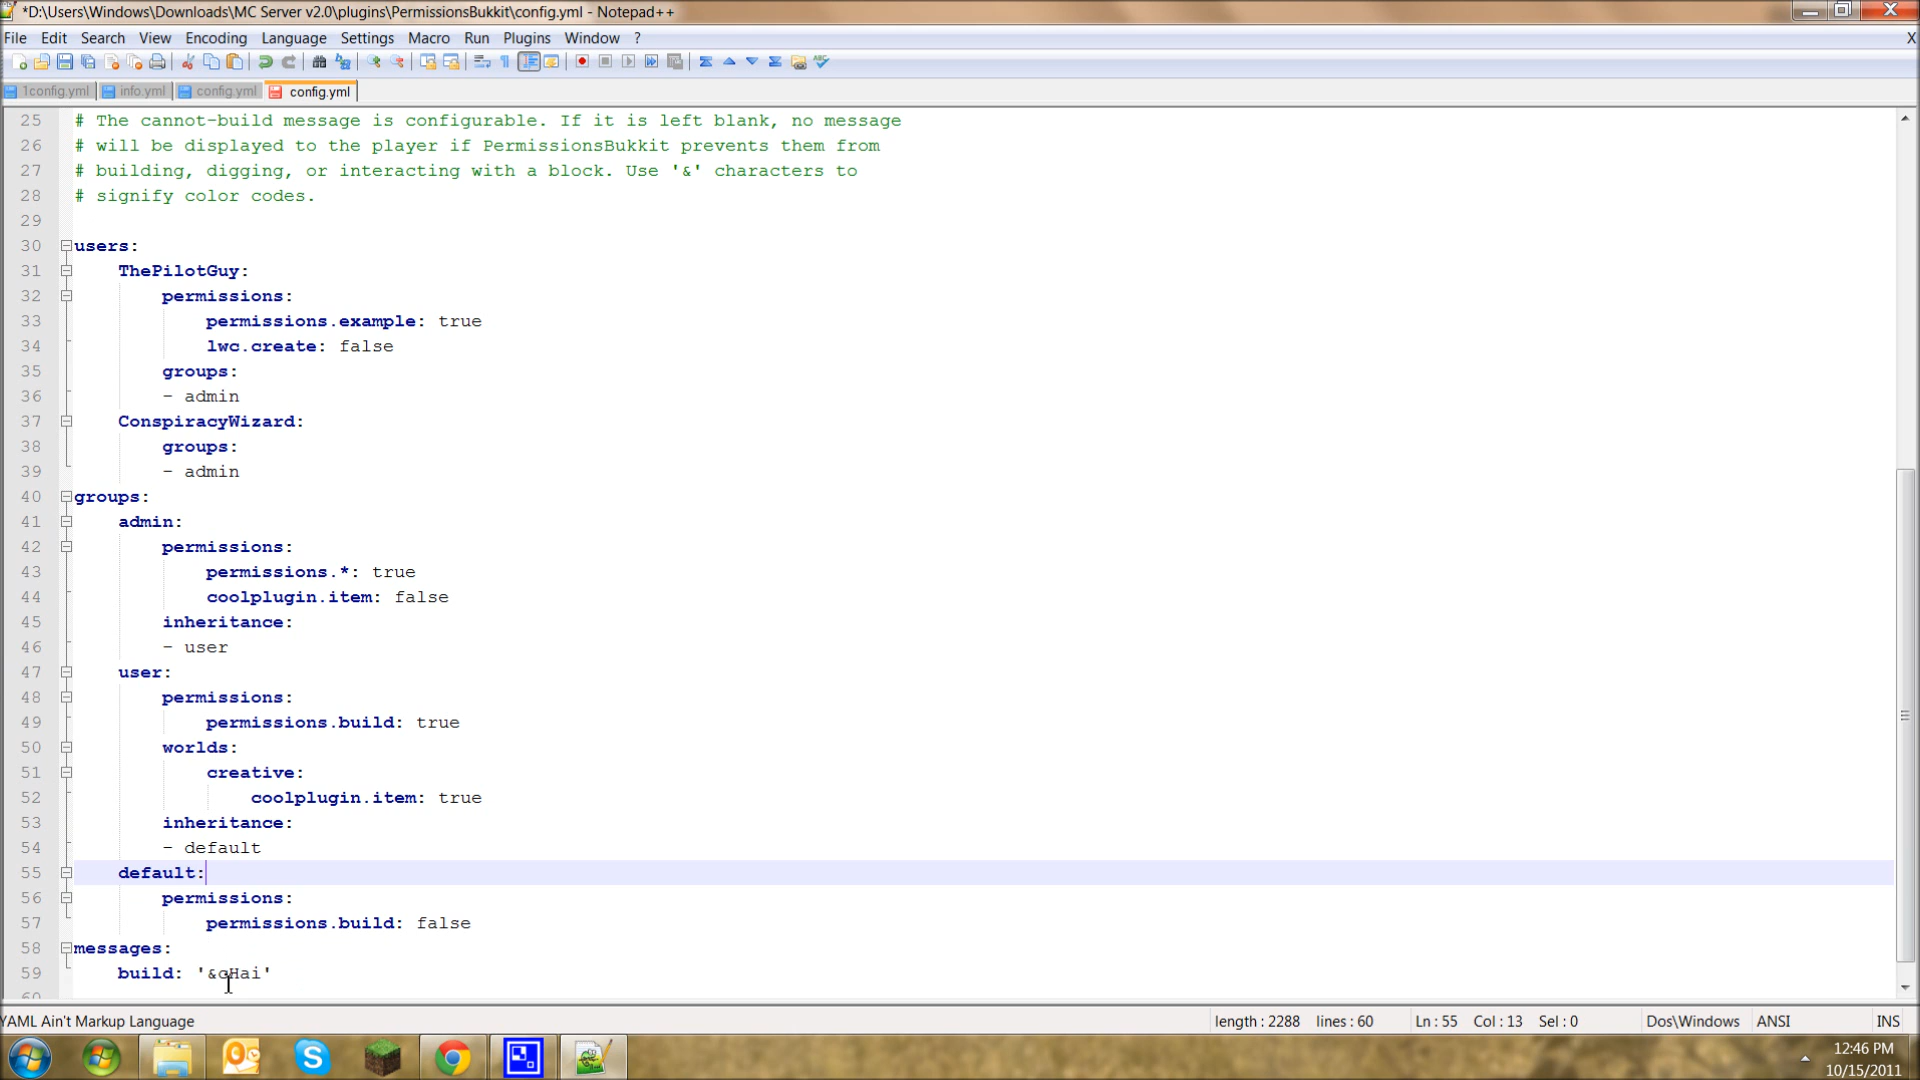 *D:\Users\Windows\Downloads\MC Server v2.0\plugins\PermissionsBukkit\config.yml - Notepad++
File Edit Search View Encoding Language Settings Macro Run Plugins Window ? X
1config.yml info.yml config.yml config.yml
25 # The cannot-build message is configurable. If it is left blank, no message
26 # will be displayed to the player if PermissionsBukkit prevents them from
27 # building, digging, or interacting with a block. Use '&' characters to
28 # signify color codes.
29
30 users:
31 ThePilotGuy:
32 permissions:
33 permissions.example: true
34 lwc.create: false
35 groups:
36 - admin
37 ConspiracyWizard:
38 groups:
39 - admin
40 groups:
41 admin:
42 permissions:
43 permissions.*: true
44 coolplugin.item: false
45 inheritance:
46 - user
47 user:
48 permissions:
49 permissions.build: true
50 worlds:
51 creative:
52 coolplugin.item: true
53 inheritance:
54 - default
55 default:
56 permissions:
57 permissions.build: false
58 messages:
59 build: '&cHai'
60
YAML Ain't Markup Language length : 2288 lines : 60 Ln : 55 Col : 13 Sel : 0 Dos\Windows ANSI INS
12:46 PM
10/15/2011